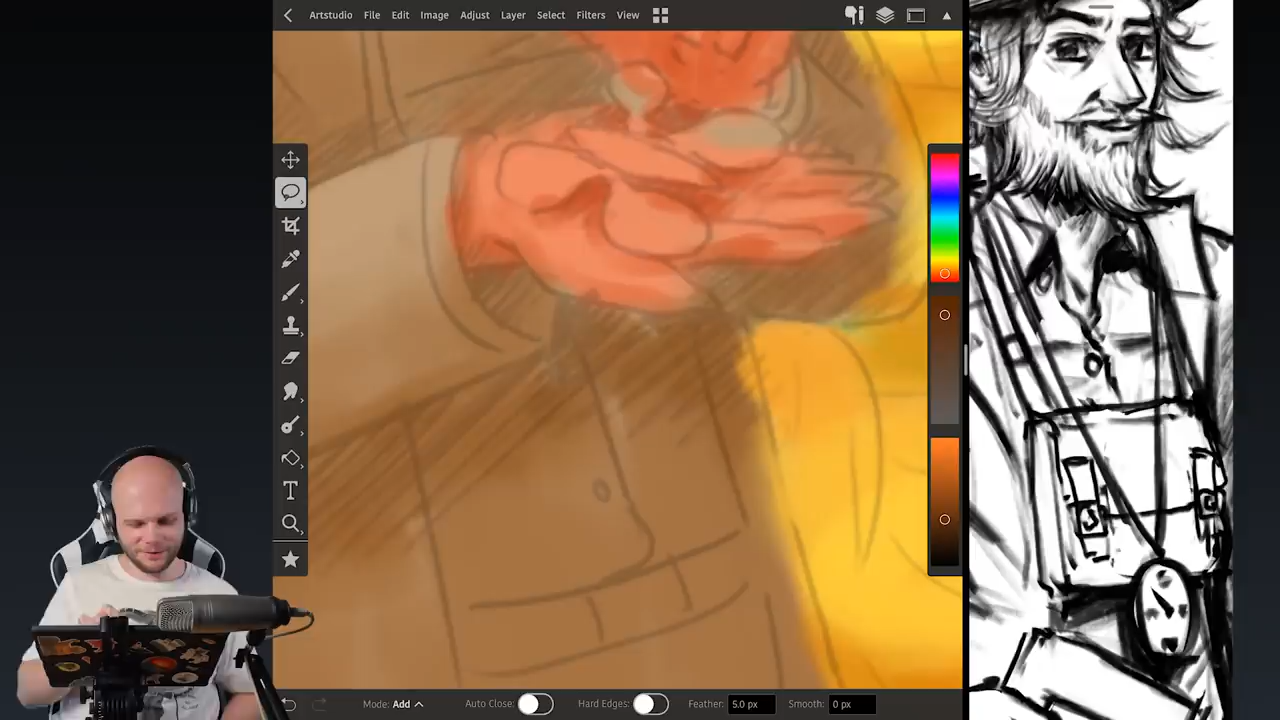 Artstudio File Edit Image Adjust Layer Select Filters View
T
Mode: Add Auto Close: Hard Edges: Feather: 5.0 px Smooth: 0 px